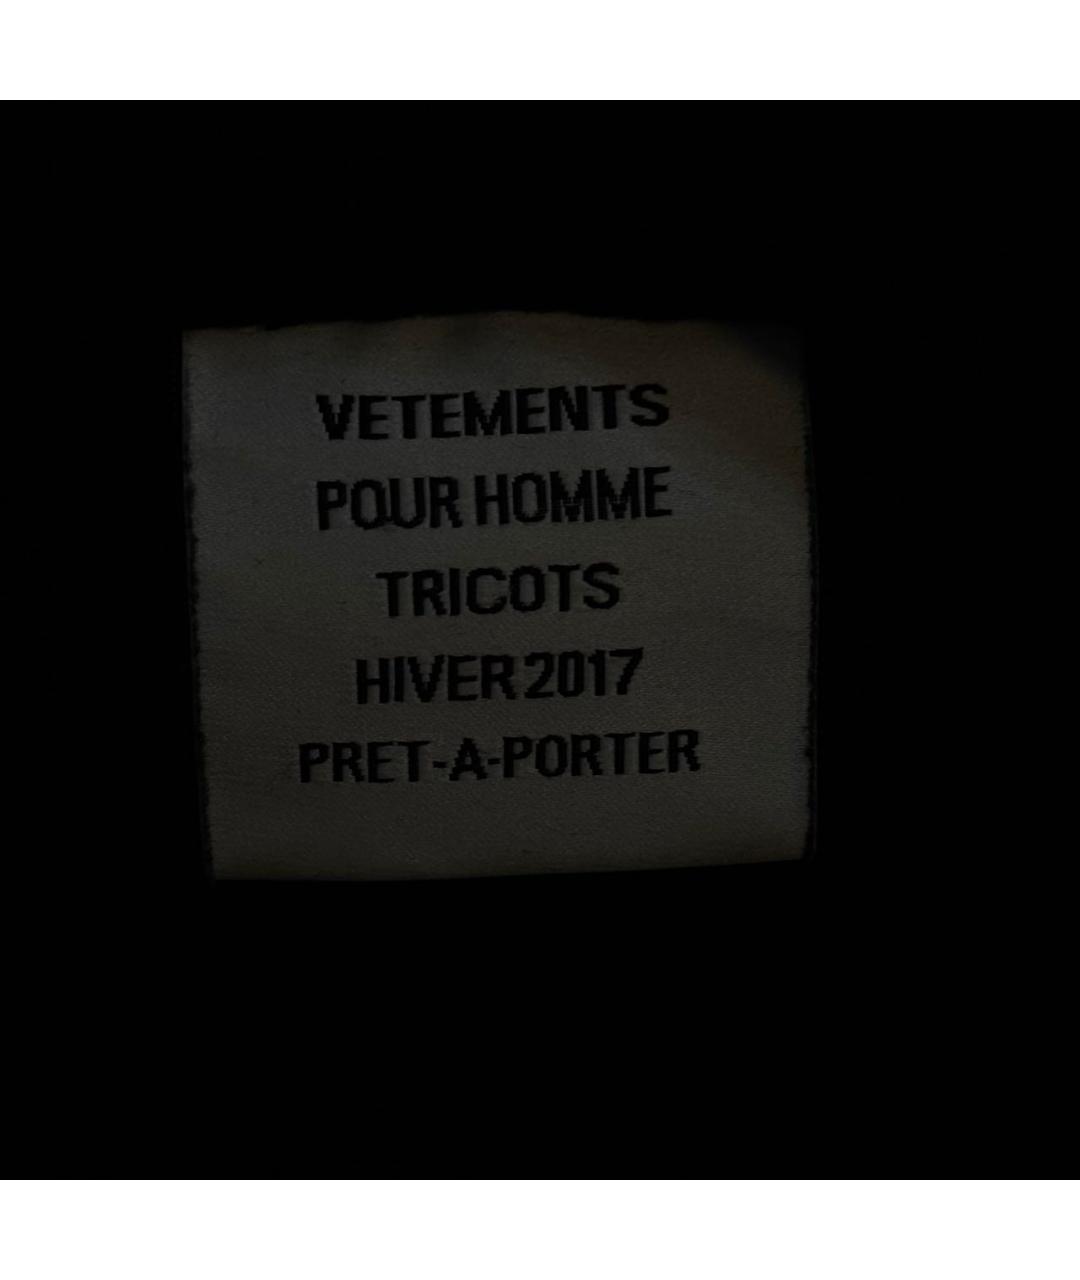 VETEMENTS
POUR HOMME
TRICOTS
HIVER 2017
PRET-A-PORTER